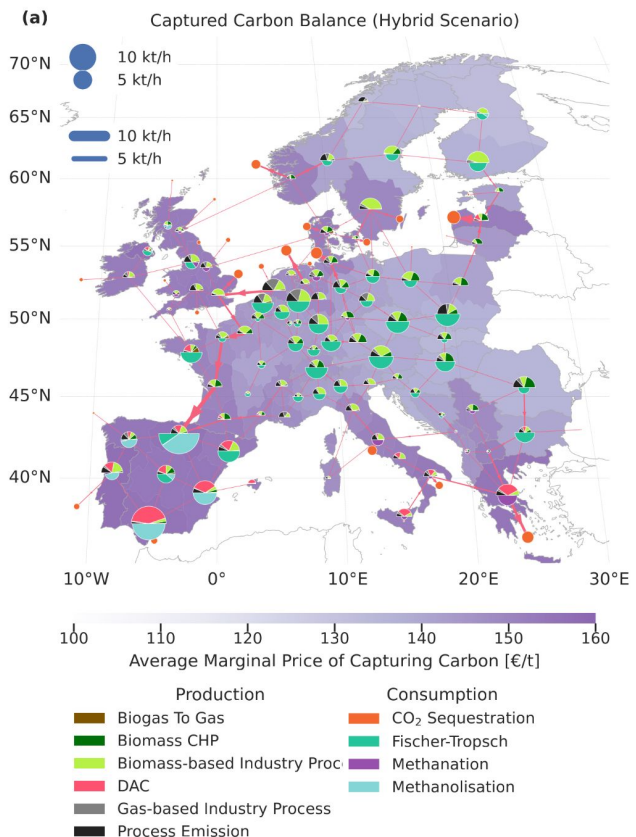 (a)
Captured Carbon Balance (Hybrid Scenario)
10 kt/h
5 kt/h
10 kt/h
5 kt/h
70°N
65°N
60°N
55°N
50°N
45°N
40°N
10°W 0° 10°E 20°E 30°E
100 110 120 130 140 150 160
Average Marginal Price of Capturing Carbon [€/t]
Production
Biogas To Gas
Biomass CHP
Biomass-based Industry Proc
DAC
Gas-based Industry Process
Process Emission
Consumption
CO₂ Sequestration
Fischer-Tropsch
Methanation
Methanolisation